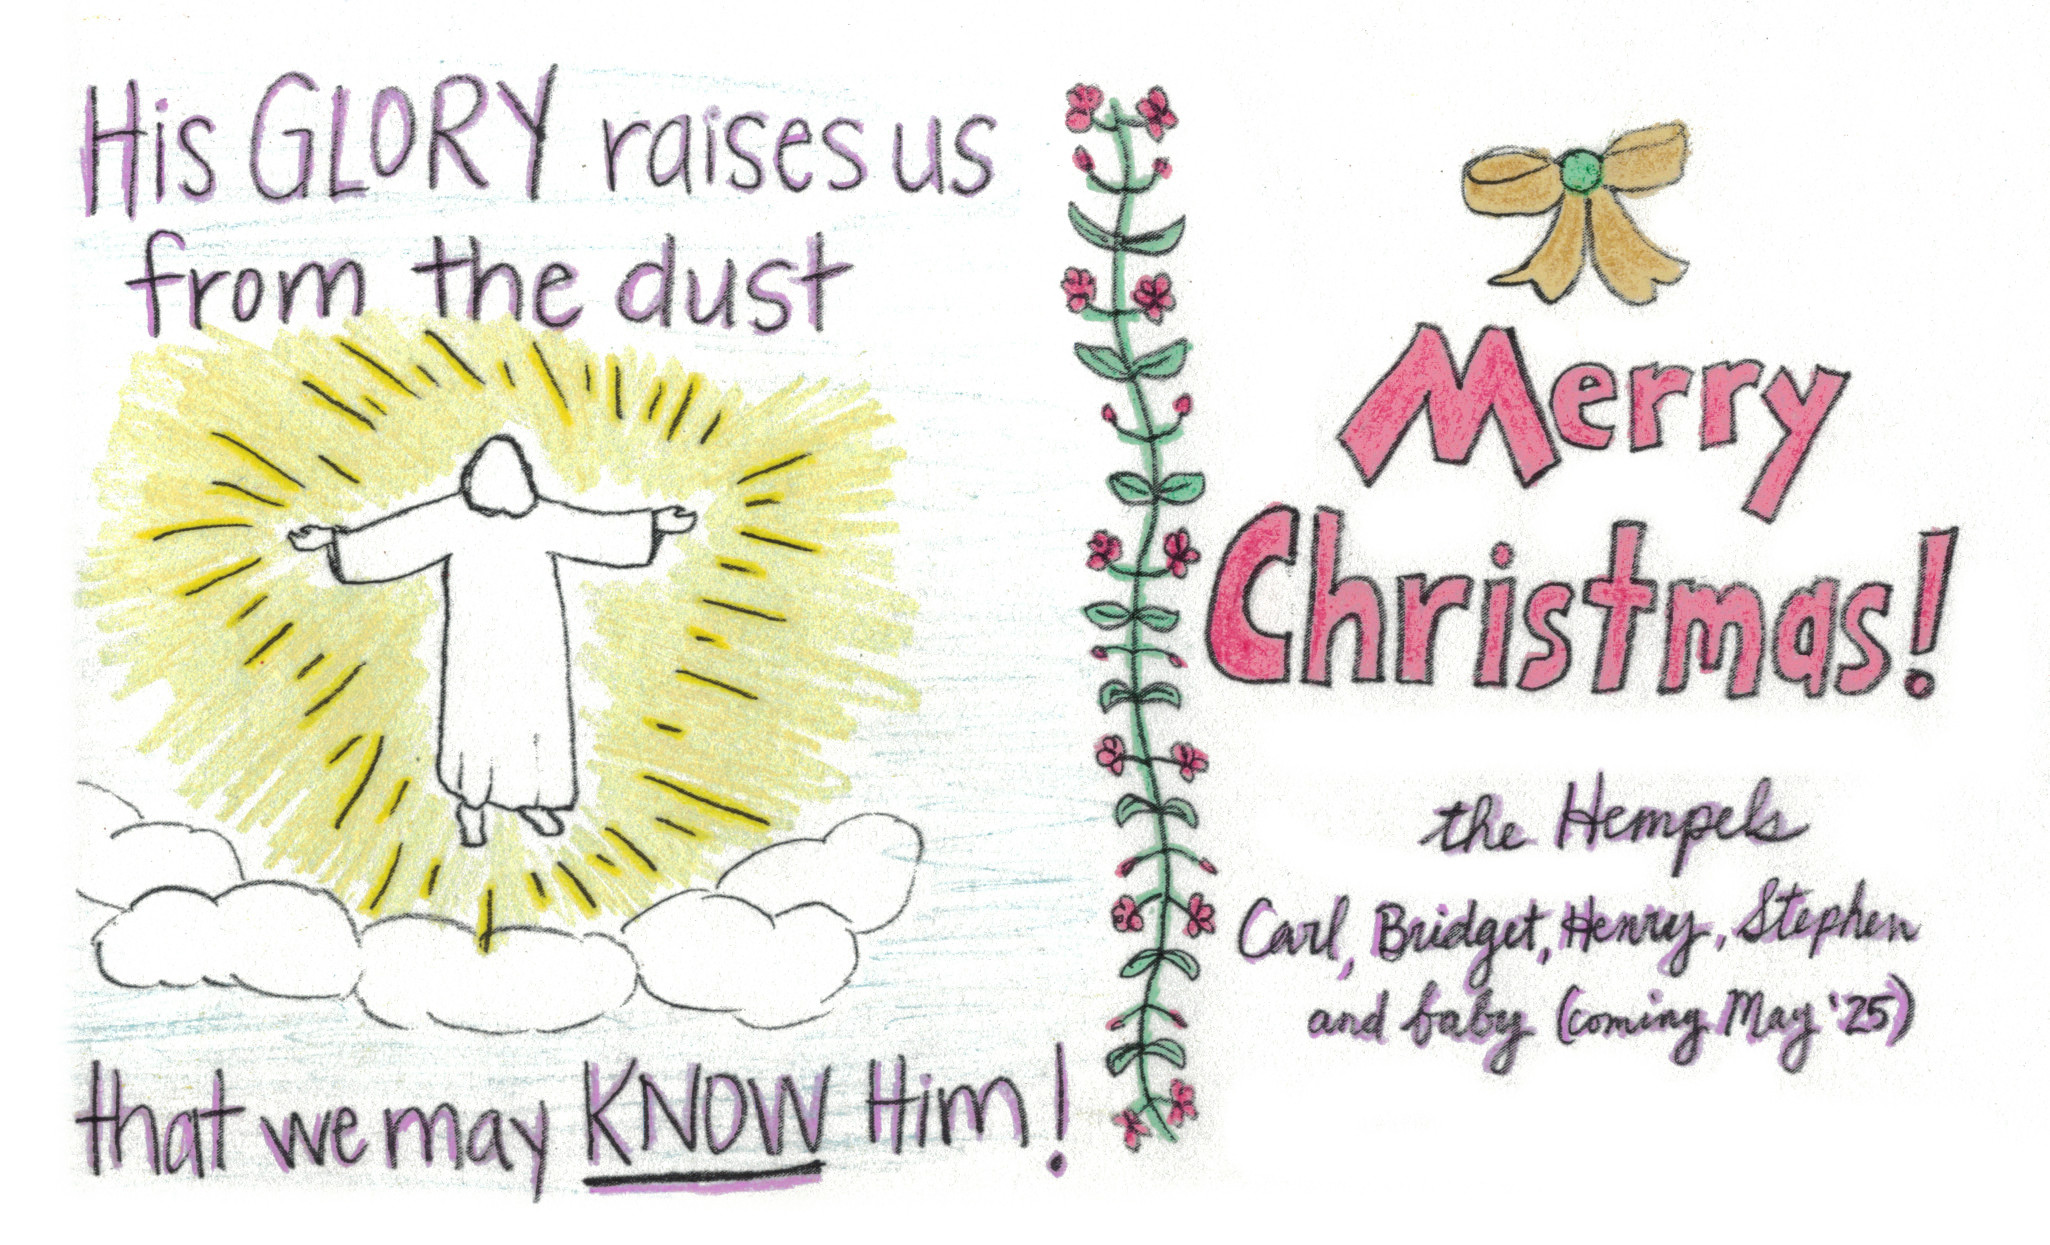 His GLORY raises us
from the dust
that we may KNOW Him!
Merry
Christmas!
the Hempels
Carl, Bridget, Henry, Stephen
and baby (coming May '25)